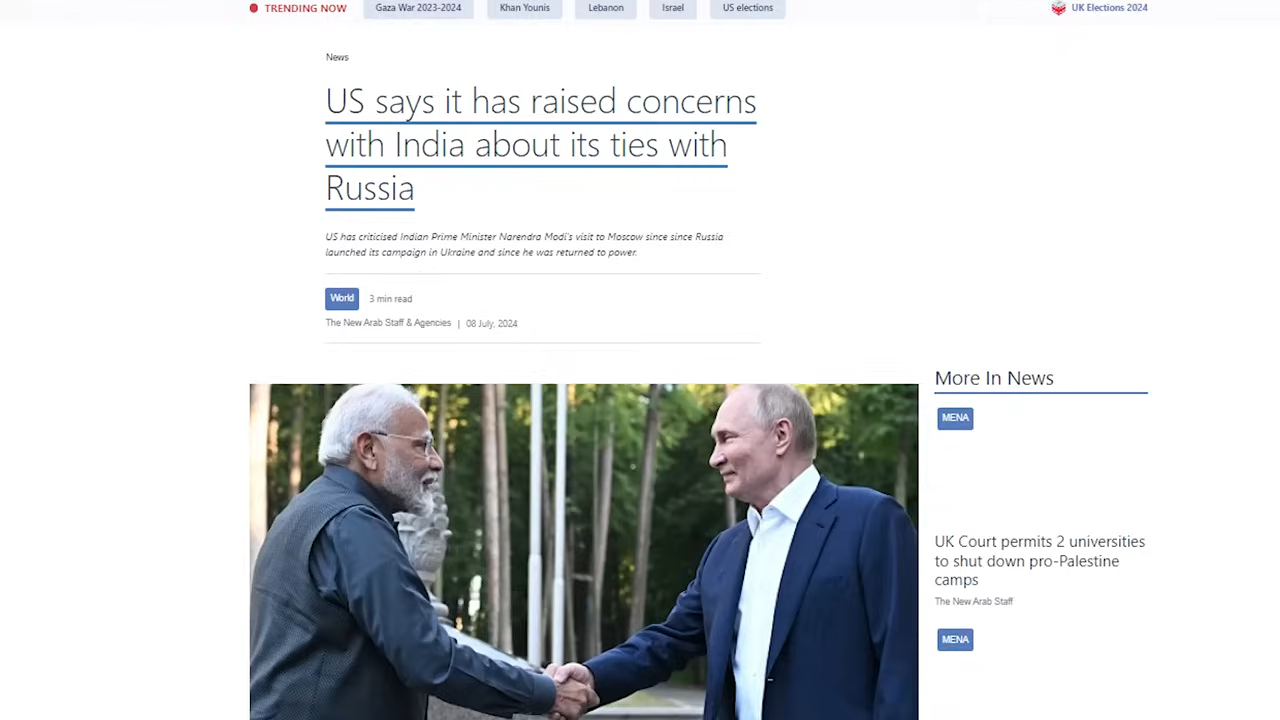 TRENDING NOW Gaza War 2023-2024 Khan Younis Lebanon Israel US elections UK Elections 2024
News
US says it has raised concerns
with India about its ties with
Russia
US has criticised Indian Prime Minister Narendra Modi's visit to Moscow since since Russia
launched its campaign in Ukraine and since he was returned to power.
World 3 min read
The New Arab Staff & Agencies | 08 July, 2024
More In News
MENA
UK Court permits 2 universities
to shut down pro-Palestine
camps
The New Arab Staff
MENA